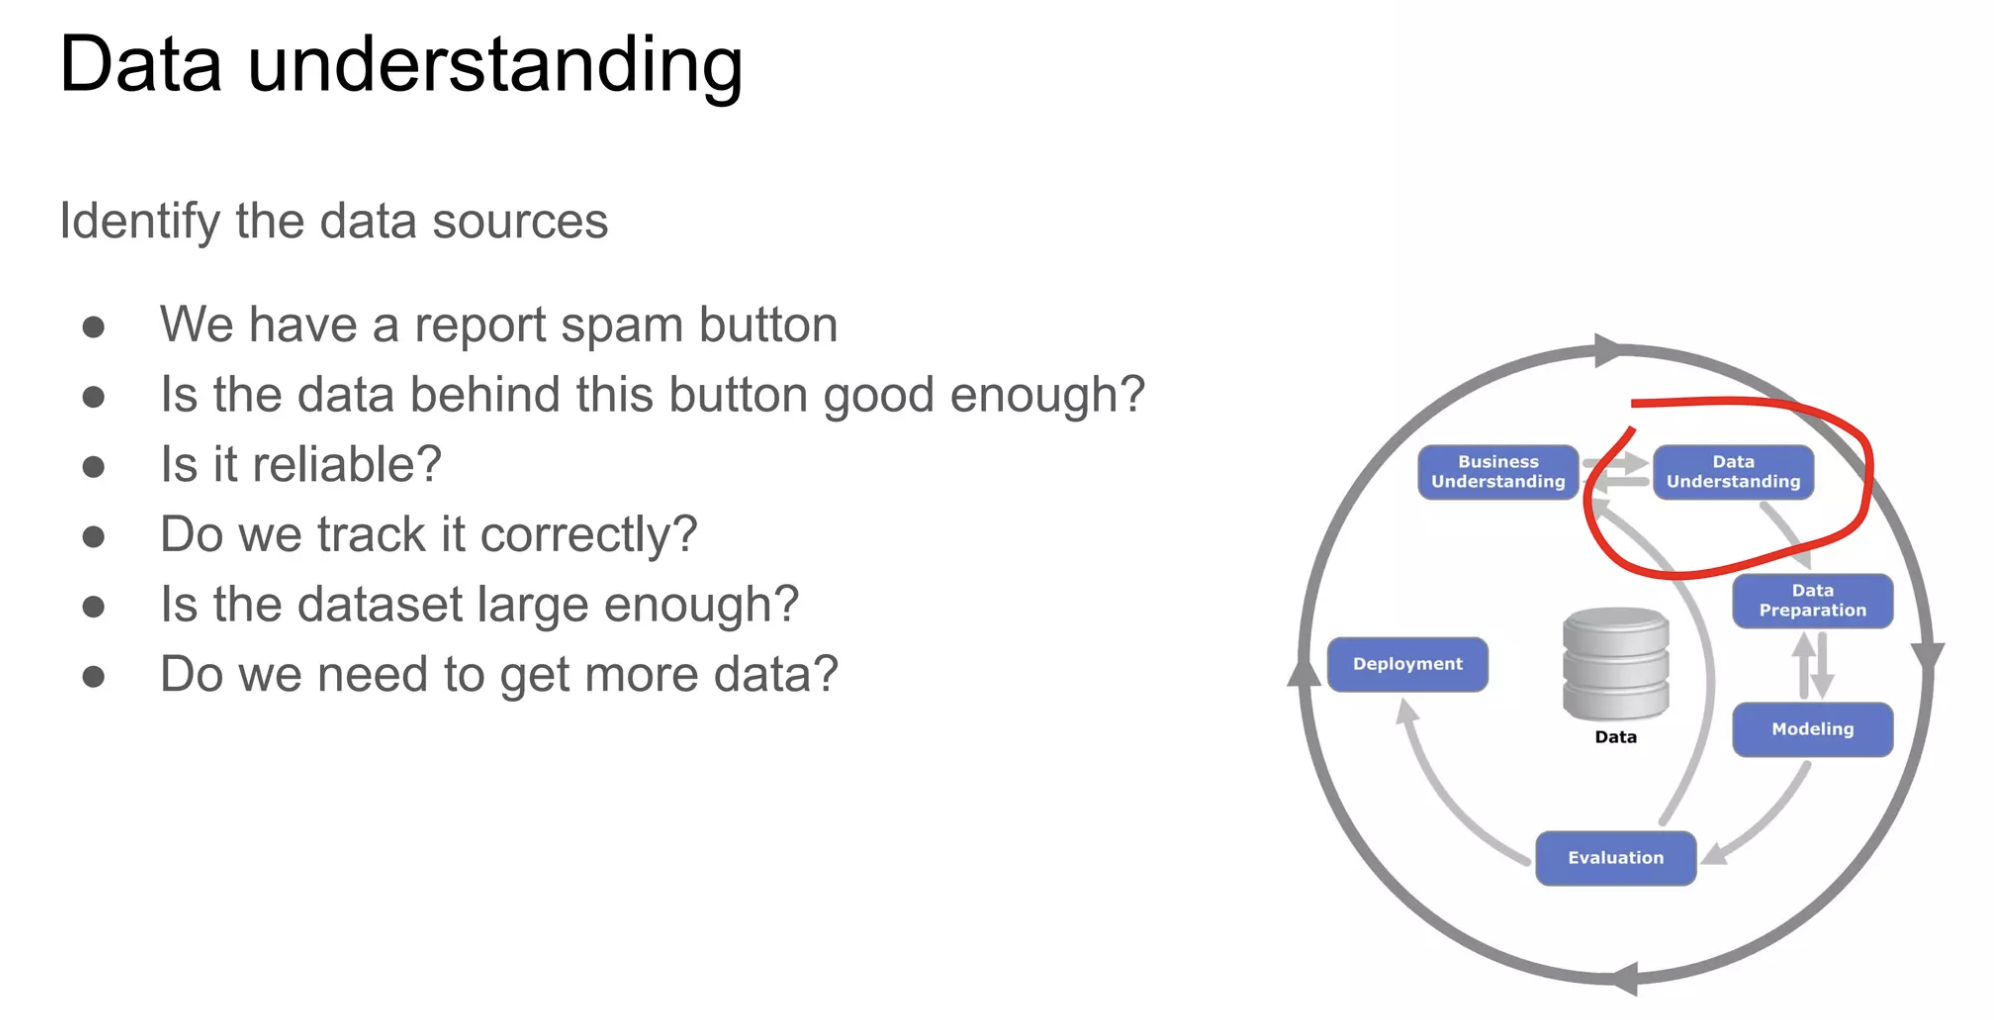 Data understanding
Identify the data sources
● We have a report spam button
● Is the data behind this button good enough?
● Is it reliable?
● Do we track it correctly?
● Is the dataset large enough?
● Do we need to get more data?
Business
Understanding
Data
Understanding
Data
Preparation
Modeling
Evaluation
Deployment
Data